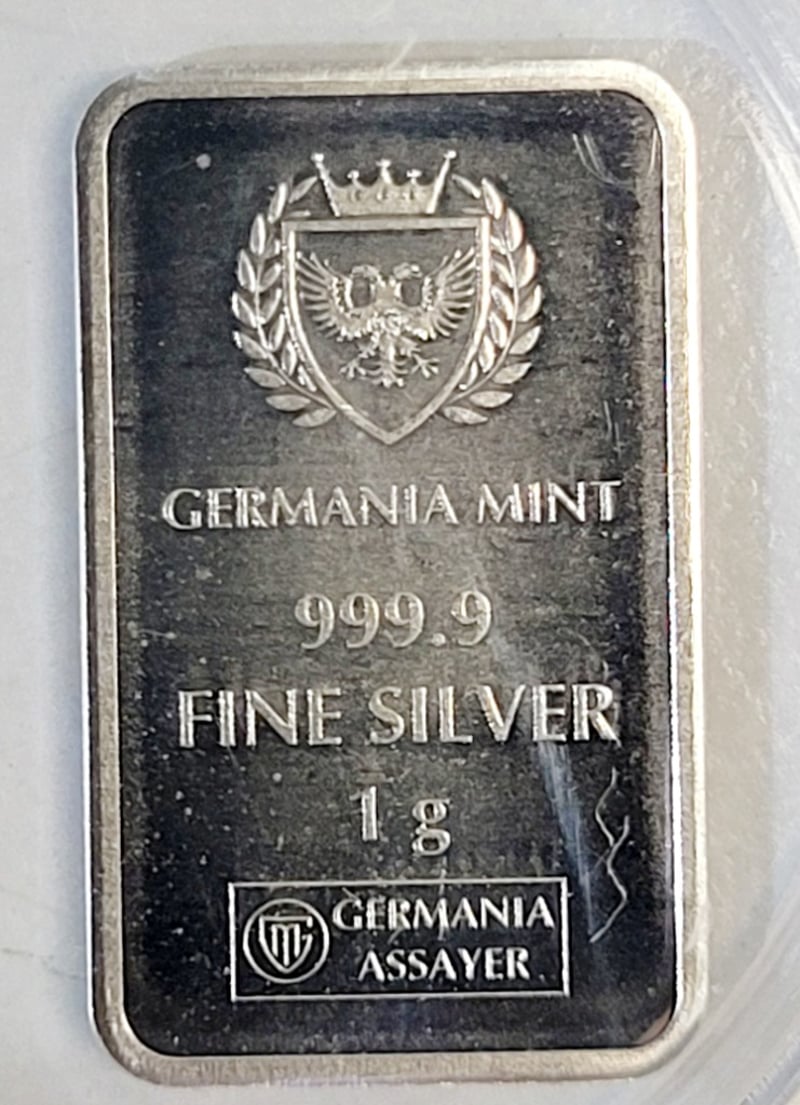 GERMANIA MINT
999.9
FINE SILVER
1 g
GERMANIA
ASSAYER